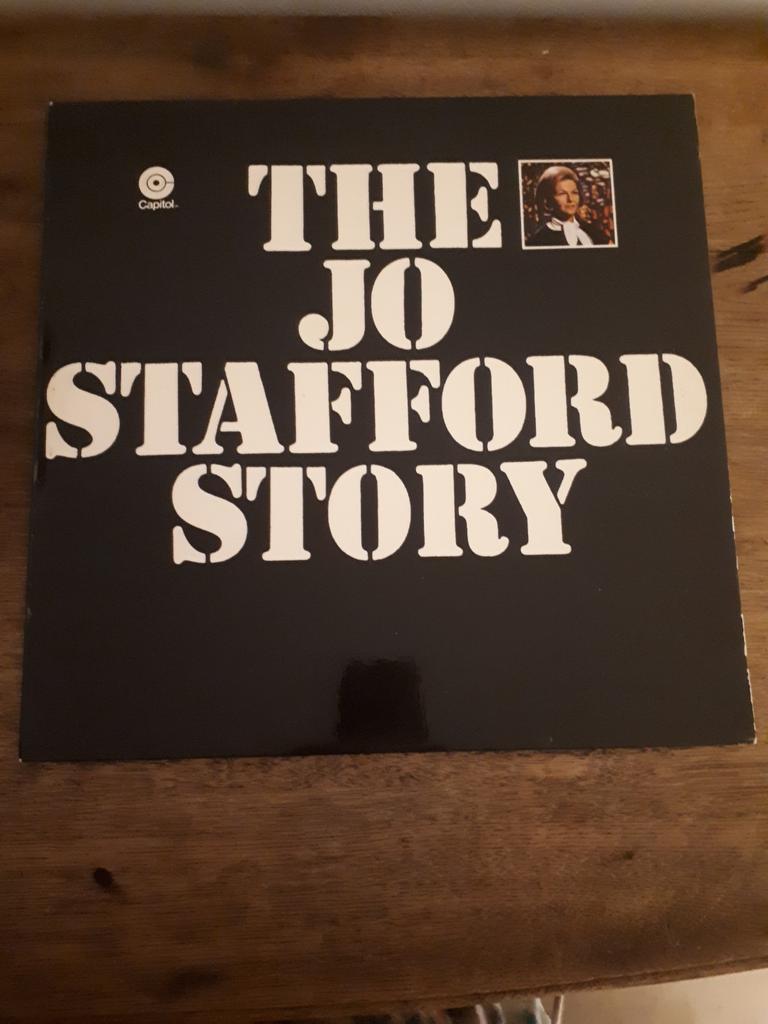 Capitol
THE
JO
STAFFORD
STORY